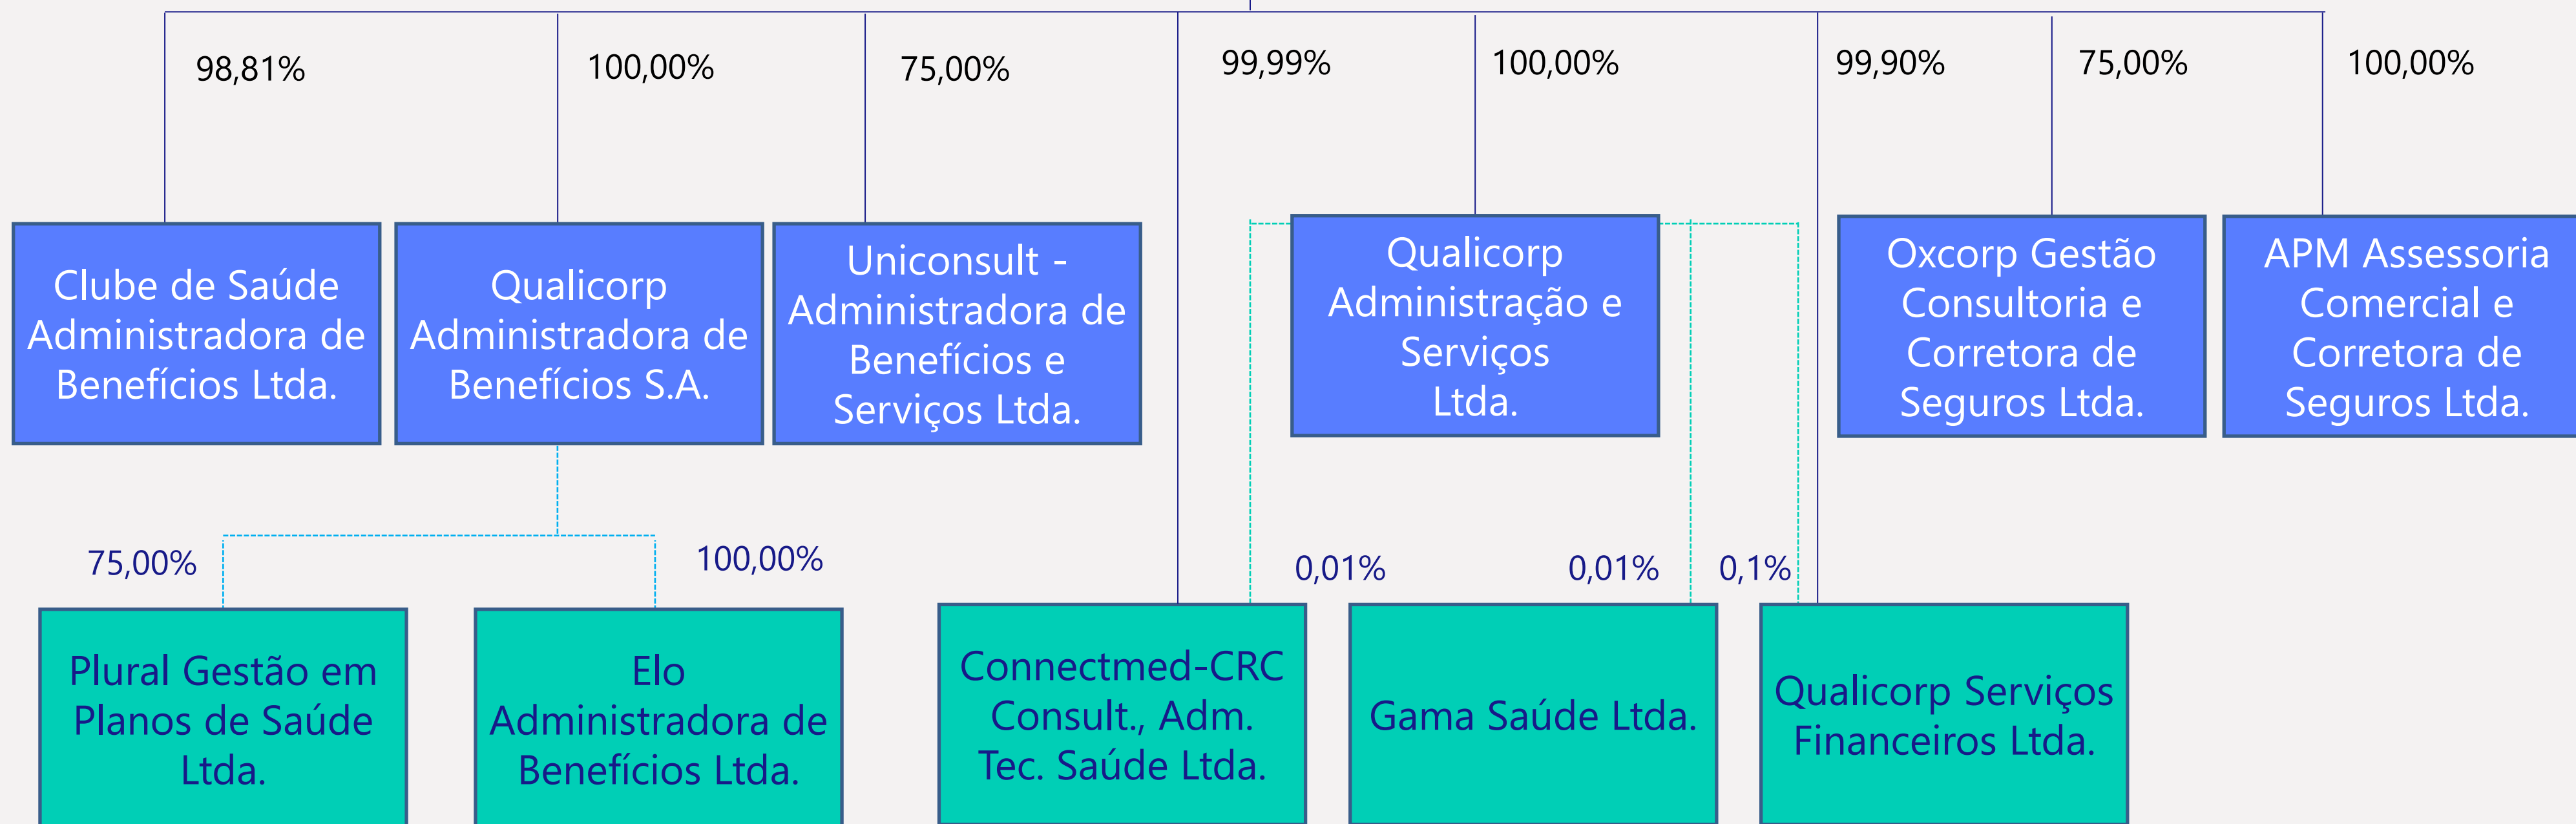 98,81%
100,00%
75,00%
99,99%
100,00%
99,90%
75,00%
100,00%
Clube de Saúde
Administradora de
Benefícios Ltda.
Qualicorp
Administradora de
Benefícios S.A.
Uniconsult -
Administradora de
Benefícios e
Serviços Ltda.
Qualicorp
Administração e
Serviços
Ltda.
Oxcorp Gestão
Consultoria e
Corretora de
Seguros Ltda.
APM Assessoria
Comercial e
Corretora de
Seguros Ltda.
75,00%
100,00%
0,01%
0,01%
0,1%
Plural Gestão em
Planos de Saúde
Ltda.
Elo
Administradora de
Benefícios Ltda.
Connectmed-CRC
Consult., Adm.
Tec. Saúde Ltda.
Gama Saúde Ltda.
Qualicorp Serviços
Financeiros Ltda.